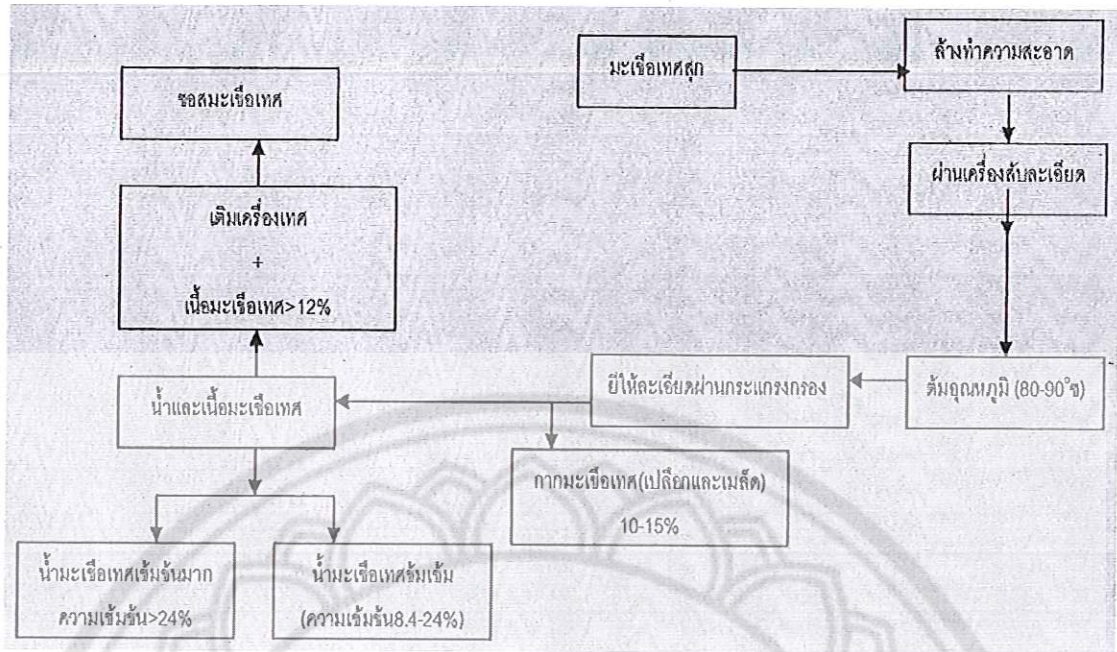 มะเขือเทศสุก
ล้างทำความสะอาด
ผ่านเครื่องสับละเอียด
ต้มอุณหภูมิ (80-90°ซ)
ยีให้ละเอียดผ่านกระแกรงกรอง
กากมะเขือเทศ(เปลือกและเมล็ด)
10-15%
น้ำและเนื้อมะเขือเทศ
เติมเครื่องเทศ
+
เนื้อมะเขือเทศ>12%
ซอสมะเขือเทศ
น้ำมะเขือเทศเข้มข้นมาก
ความเข้มข้น>24%
น้ำมะเขือเทศข้มเข้ม
(ความเข้มข้น8.4-24%)